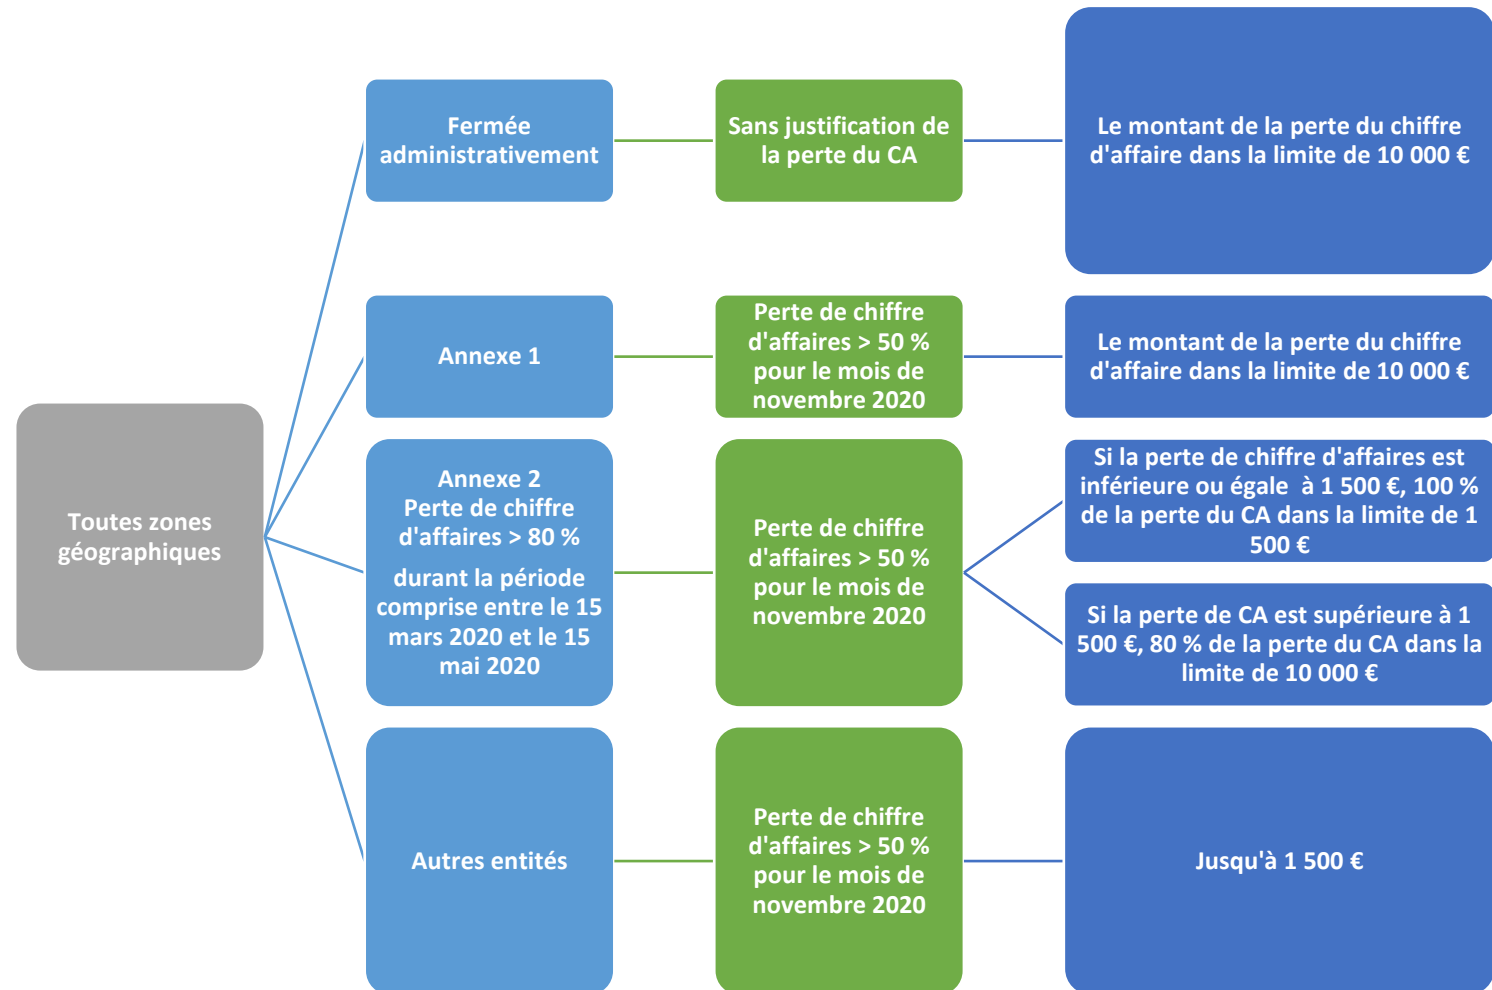 Toutes zones
géographiques
Fermée
administrativement
Sans justification de
la perte du CA
Le montant de la perte du chiffre
d'affaire dans la limite de 10 000 €
Annexe 1
Perte de chiffre
d'affaires > 50 %
pour le mois de
novembre 2020
Le montant de la perte du chiffre
d'affaire dans la limite de 10 000 €
Annexe 2
Perte de chiffre
d'affaires > 80 %
durant la période
comprise entre le 15
mars 2020 et le 15
mai 2020
Perte de chiffre
d'affaires > 50 %
pour le mois de
novembre 2020
Si la perte de chiffre d'affaires est
inférieure ou égale  à 1 500 €, 100 %
de la perte du CA dans la limite de 1
500 €
Si la perte de CA est supérieure à 1
500 €, 80 % de la perte du CA dans la
limite de 10 000 €
Autres entités
Perte de chiffre
d'affaires > 50 %
pour le mois de
novembre 2020
Jusqu'à 1 500 €